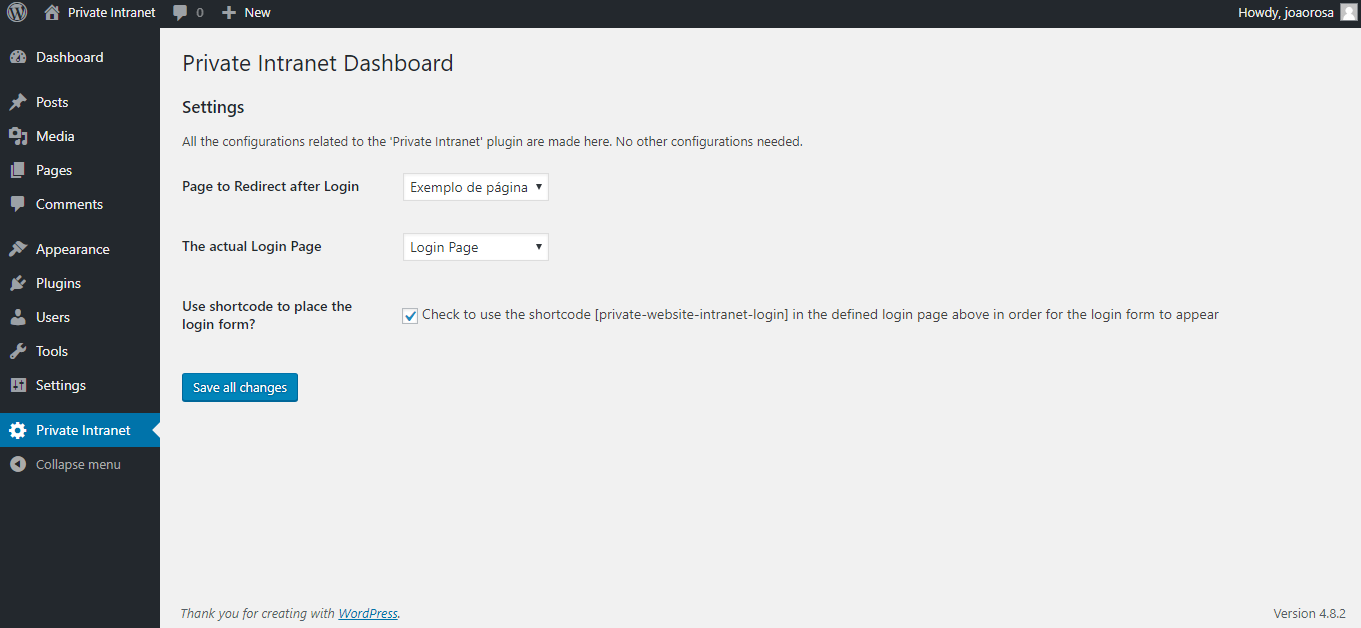 Private Intranet 0 New Howdy, joaorosa
Dashboard
Posts
Media
Pages
Comments
Appearance
Plugins
Users
Tools
Settings
Private Intranet
Collapse menu
Private Intranet Dashboard
Settings
All the configurations related to the 'Private Intranet' plugin are made here. No other configurations needed.
Page to Redirect after Login Exemplo de página
The actual Login Page Login Page
Use shortcode to place the
login form?
Check to use the shortcode [private-website-intranet-login] in the defined login page above in order for the login form to appear
Save all changes
Thank you for creating with WordPress. Version 4.8.2